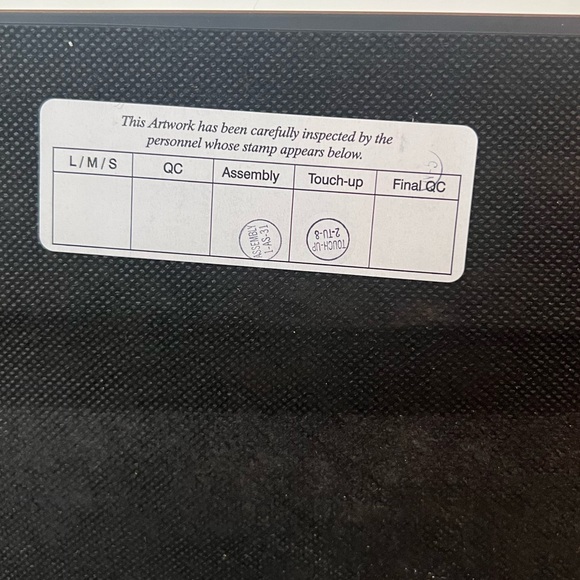 This Artwork has been carefully inspected by the
personnel whose stamp appears below.
L / M / S QC Assembly Touch-up Final QC
ASSEMBLY
1-AS-31
TOUCH-UP
2-TU-8